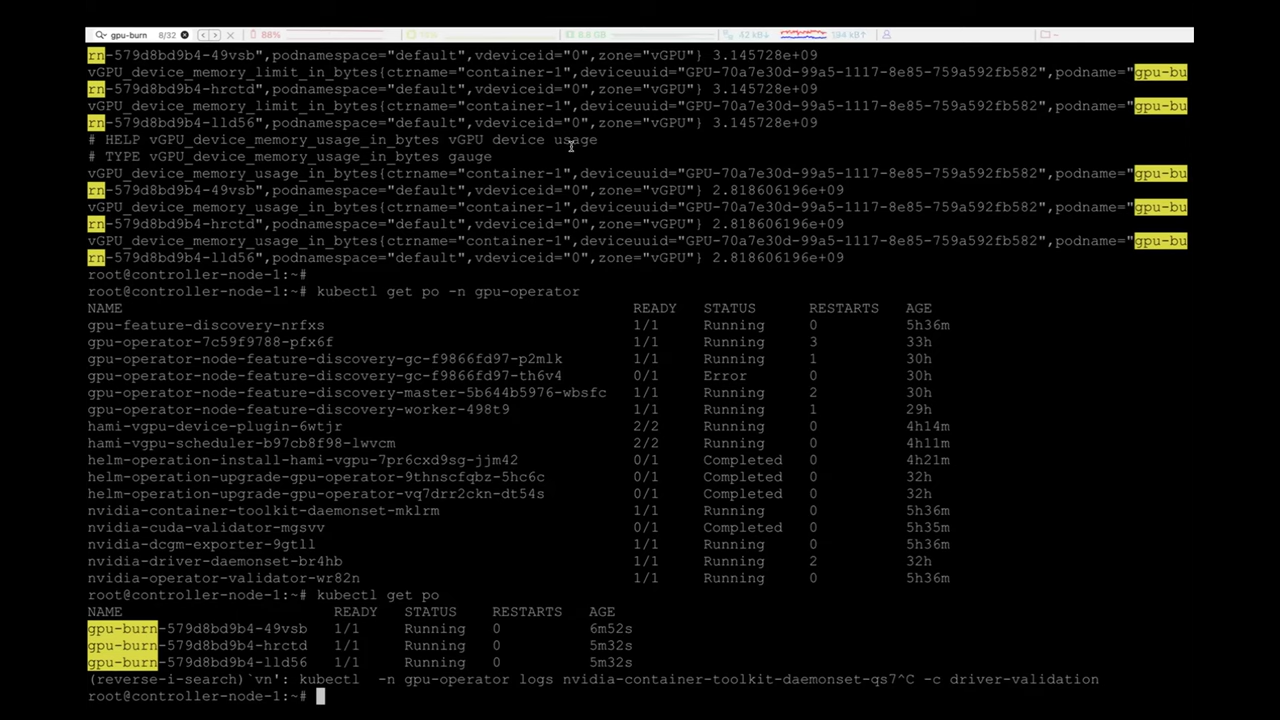 gpu-burn 8/32 88% 8.8 GB 42 kB↓ 194 kB↑
rn-579d8bd9b4-49vsb",podnamespace="default",vdeviceid="0",zone="vGPU"} 3.145728e+09
vGPU_device_memory_limit_in_bytes{ctrname="container-1",deviceuuid="GPU-70a7e30d-99a5-1117-8e85-759a592fb582",podname="gpu-bu
rn-579d8bd9b4-hrctd",podnamespace="default",vdeviceid="0",zone="vGPU"} 3.145728e+09
vGPU_device_memory_limit_in_bytes{ctrname="container-1",deviceuuid="GPU-70a7e30d-99a5-1117-8e85-759a592fb582",podname="gpu-bu
rn-579d8bd9b4-lld56",podnamespace="default",vdeviceid="0",zone="vGPU"} 3.145728e+09
# HELP vGPU_device_memory_usage_in_bytes vGPU device usage
# TYPE vGPU_device_memory_usage_in_bytes gauge
vGPU_device_memory_usage_in_bytes{ctrname="container-1",deviceuuid="GPU-70a7e30d-99a5-1117-8e85-759a592fb582",podname="gpu-bu
rn-579d8bd9b4-49vsb",podnamespace="default",vdeviceid="0",zone="vGPU"} 2.818606196e+09
vGPU_device_memory_usage_in_bytes{ctrname="container-1",deviceuuid="GPU-70a7e30d-99a5-1117-8e85-759a592fb582",podname="gpu-bu
rn-579d8bd9b4-hrctd",podnamespace="default",vdeviceid="0",zone="vGPU"} 2.818606196e+09
vGPU_device_memory_usage_in_bytes{ctrname="container-1",deviceuuid="GPU-70a7e30d-99a5-1117-8e85-759a592fb582",podname="gpu-bu
rn-579d8bd9b4-lld56",podnamespace="default",vdeviceid="0",zone="vGPU"} 2.818606196e+09
root@controller-node-1:~#
root@controller-node-1:~# kubectl get po -n gpu-operator
NAME READY STATUS RESTARTS AGE
gpu-feature-discovery-nrfxs 1/1 Running 0 5h36m
gpu-operator-7c59f9788-pfx6f 1/1 Running 3 33h
gpu-operator-node-feature-discovery-gc-f9866fd97-p2mlk 1/1 Running 1 30h
gpu-operator-node-feature-discovery-gc-f9866fd97-th6v4 0/1 Error 0 30h
gpu-operator-node-feature-discovery-master-5b644b5976-wbsfc 1/1 Running 2 30h
gpu-operator-node-feature-discovery-worker-498t9 1/1 Running 1 29h
hami-vgpu-device-plugin-6wtjr 2/2 Running 0 4h14m
hami-vgpu-scheduler-b97cb8f98-lwvcm 2/2 Running 0 4h11m
helm-operation-install-hami-vgpu-7pr6cxd9sg-jjm42 0/1 Completed 0 4h21m
helm-operation-upgrade-gpu-operator-9thnscfqbz-5hc6c 0/1 Completed 0 32h
helm-operation-upgrade-gpu-operator-vq7drr2ckn-dt54s 0/1 Completed 0 32h
nvidia-container-toolkit-daemonset-mklrm 1/1 Running 0 5h36m
nvidia-cuda-validator-mgsvv 0/1 Completed 0 5h35m
nvidia-dcgm-exporter-9gtll 1/1 Running 0 5h36m
nvidia-driver-daemonset-br4hb 1/1 Running 2 32h
nvidia-operator-validator-wr82n 1/1 Running 0 5h36m
root@controller-node-1:~# kubectl get po
NAME READY STATUS RESTARTS AGE
gpu-burn-579d8bd9b4-49vsb 1/1 Running 0 6m52s
gpu-burn-579d8bd9b4-hrctd 1/1 Running 0 5m32s
gpu-burn-579d8bd9b4-lld56 1/1 Running 0 5m32s
(reverse-i-search)`vn': kubectl -n gpu-operator logs nvidia-container-toolkit-daemonset-qs7^C -c driver-validation
root@controller-node-1:~#